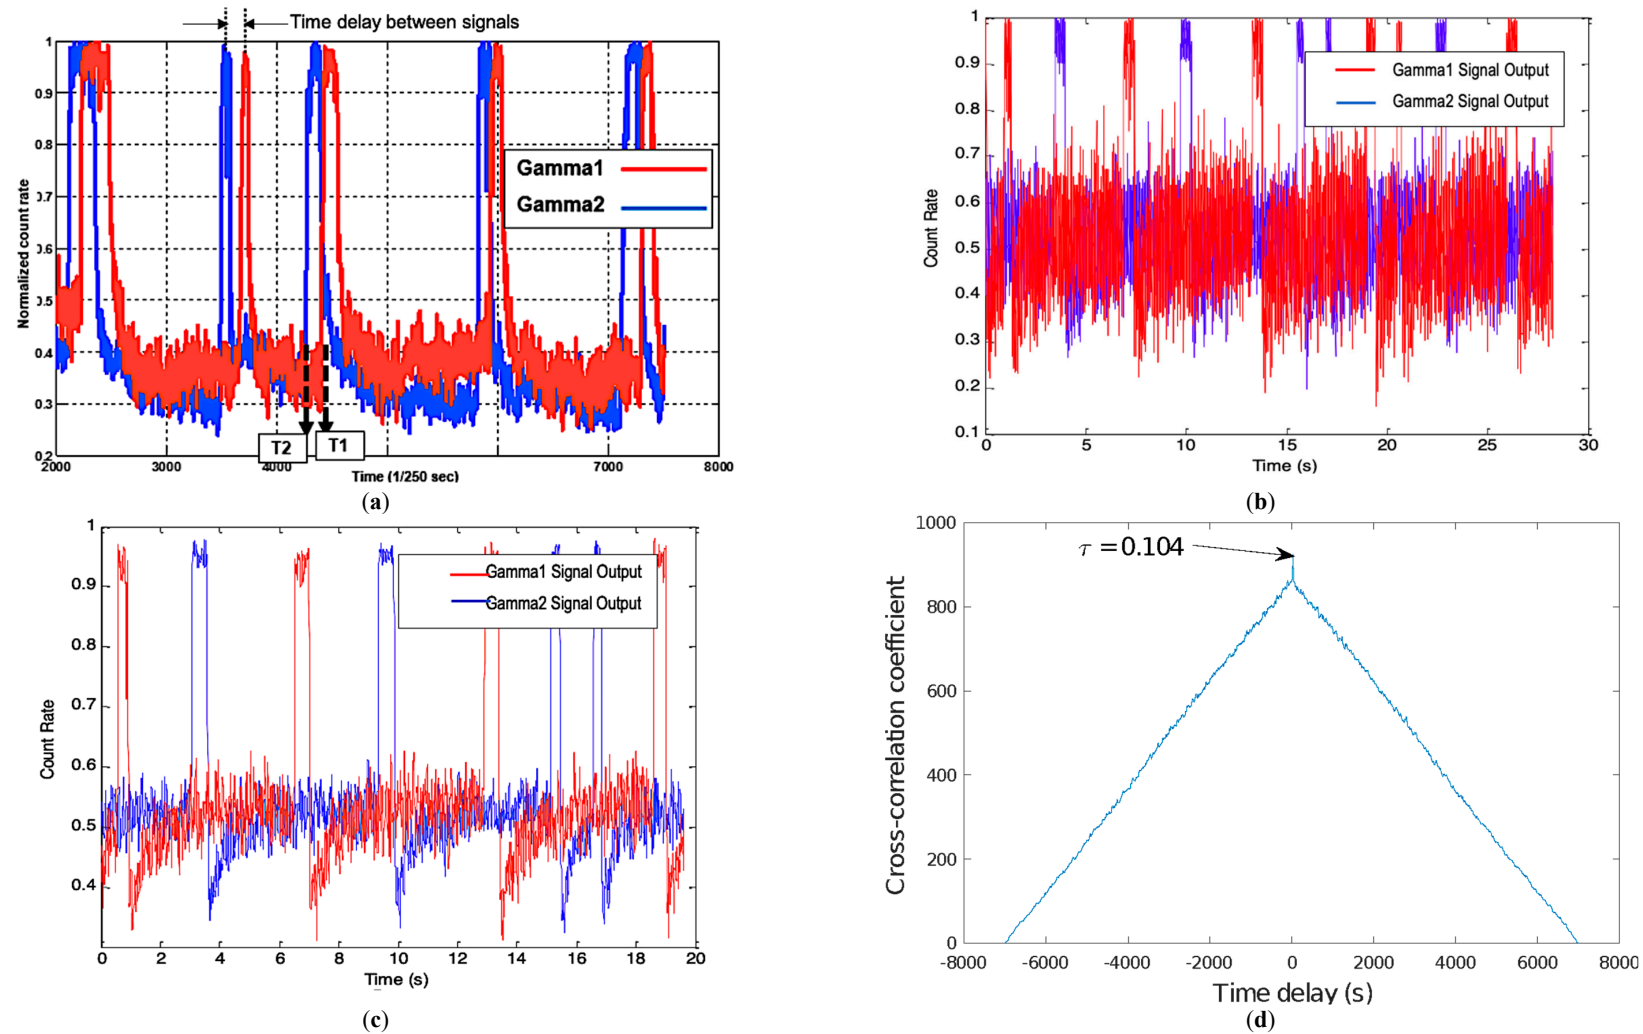 Time delay between signals
1
0.9
0.8
0.7
0.6
0.5
0.4
0.3
0.2
Normalized count rate
Gamma1
Gamma2
T2
T1
2000
3000
4000
7000
8000
Time (1/250 sec)
(a)
1
0.9
0.8
0.7
0.6
0.5
0.4
0.3
0.2
0.1
Count Rate
Gamma1 Signal Output
Gamma2 Signal Output
0 5 10 15 20 25 30
Time (s)
(b)
1
0.9
0.8
0.7
0.6
0.5
0.4
Count Rate
Gamma1 Signal Output
Gamma2 Signal Output
0 2 4 6 8 10 12 14 16 18 20
Time (s)
(c)
1000
800
600
400
200
0
Cross-correlation coefficient
τ = 0.104
-8000 -6000 -4000 -2000 0 2000 4000 6000 8000
Time delay (s)
(d)